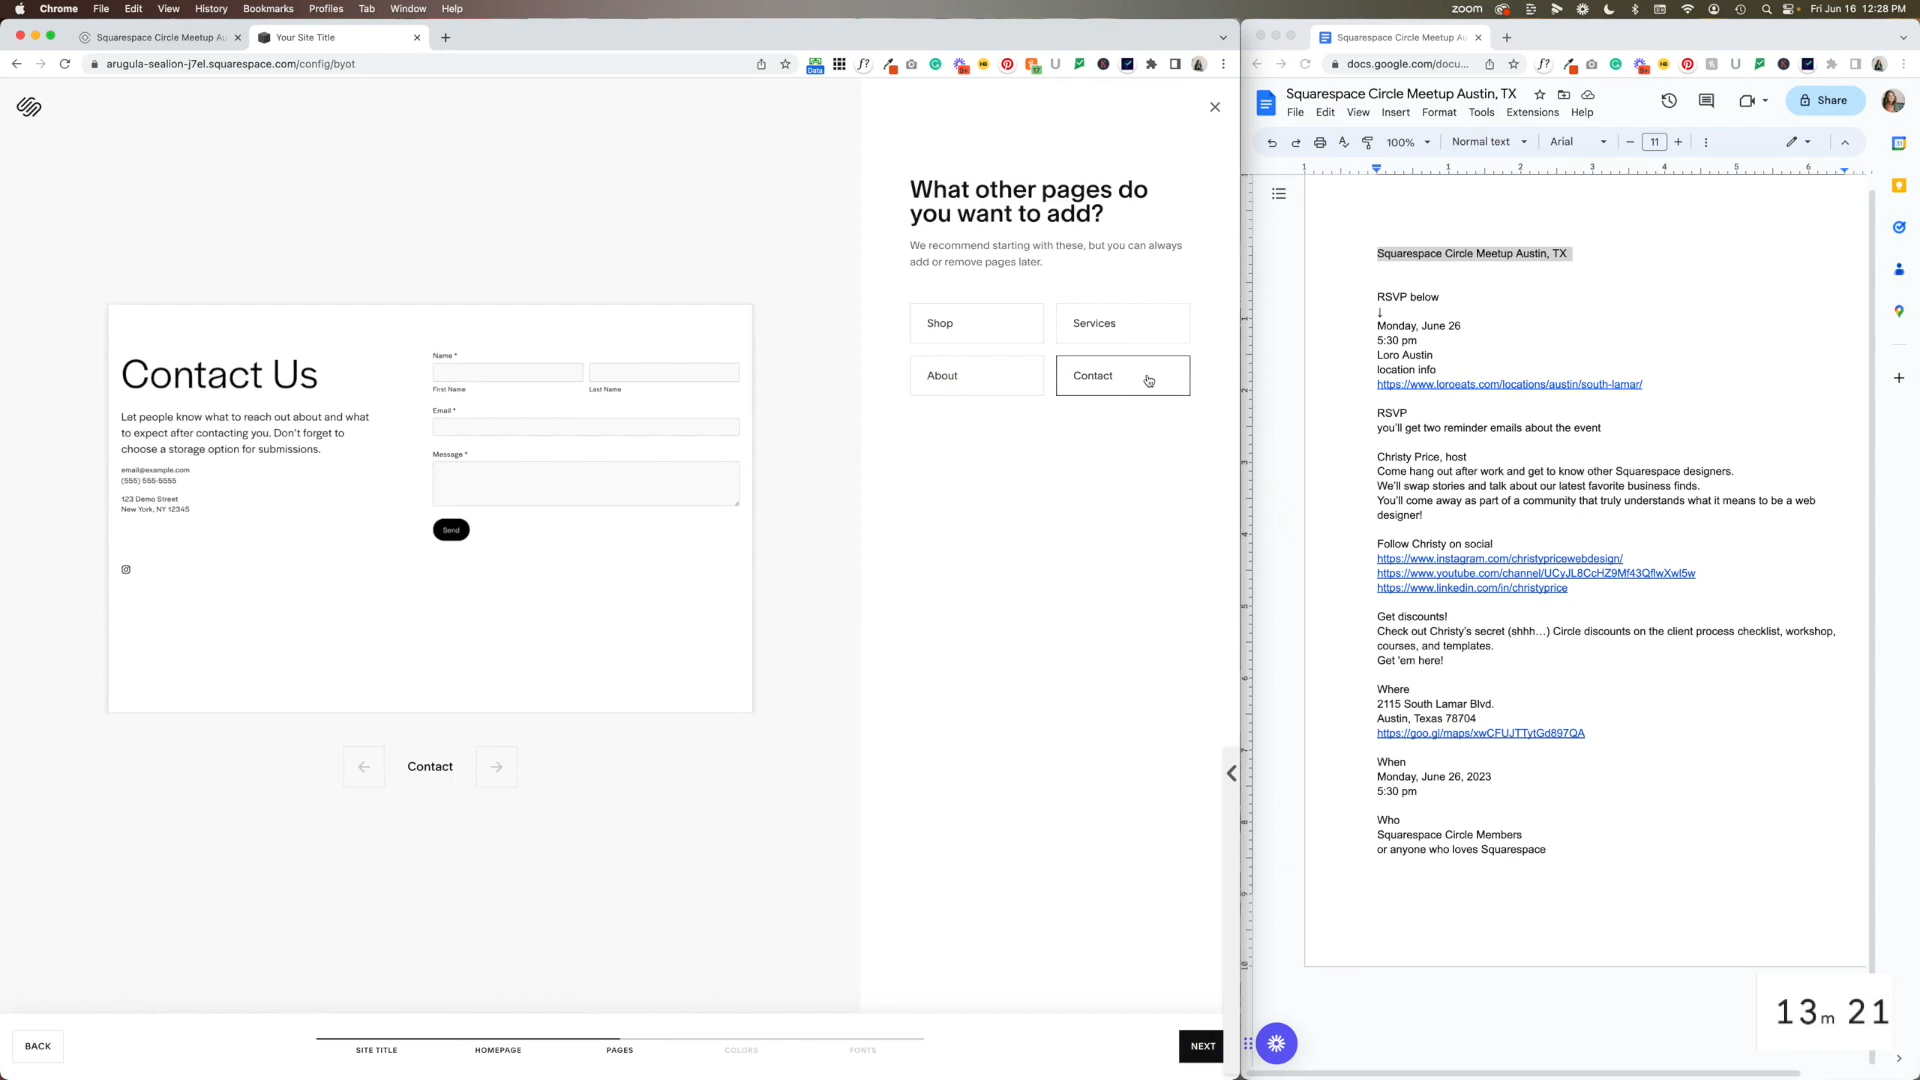 Chrome File Edit View History Bookmarks Profiles Tab Window Help
zoom
Fri Jun 16 12:28 PM
Squarespace Circle Meetup Au
Your Site Title
arugula-sealion-j7el.squarespace.com/config/byot
What other pages do
you want to add?
We recommend starting with these, but you can always
add or remove pages later.
Shop
Services
About
Contact
Contact Us
Let people know what to reach out about and what
to expect after contacting you. Don't forget to
choose a storage option for submissions.
email@example.com
(555) 555-5555
123 Demo Street
New York, NY 12345
Name *
First Name
Last Name
Email *
Message *
Send
Contact
BACK
SITE TITLE
HOMEPAGE
PAGES
COLORS
FONTS
NEXT
Squarespace Circle Meetup Au
docs.google.com/docu...
Squarespace Circle Meetup Austin, TX
File Edit View Insert Format Tools Extensions Help
Share
100%
Normal text
Arial
11
Squarespace Circle Meetup Austin, TX
RSVP below
↓
Monday, June 26
5:30 pm
Loro Austin
location info
https://www.loroeats.com/locations/austin/south-lamar/
RSVP
you'll get two reminder emails about the event
Christy Price, host
Come hang out after work and get to know other Squarespace designers.
We'll swap stories and talk about our latest favorite business finds.
You'll come away as part of a community that truly understands what it means to be a web
designer!
Follow Christy on social
https://www.instagram.com/christypricewebdesign/
https://www.youtube.com/channel/UCyJL8CcHZ9Mf43QflwXwI5w
https://www.linkedin.com/in/christyprice
Get discounts!
Check out Christy's secret (shhh...) Circle discounts on the client process checklist, workshop,
courses, and templates.
Get 'em here!
Where
2115 South Lamar Blvd.
Austin, Texas 78704
https://goo.gl/maps/xwCFUJTTytGd897QA
When
Monday, June 26, 2023
5:30 pm
Who
Squarespace Circle Members
or anyone who loves Squarespace
13m 21